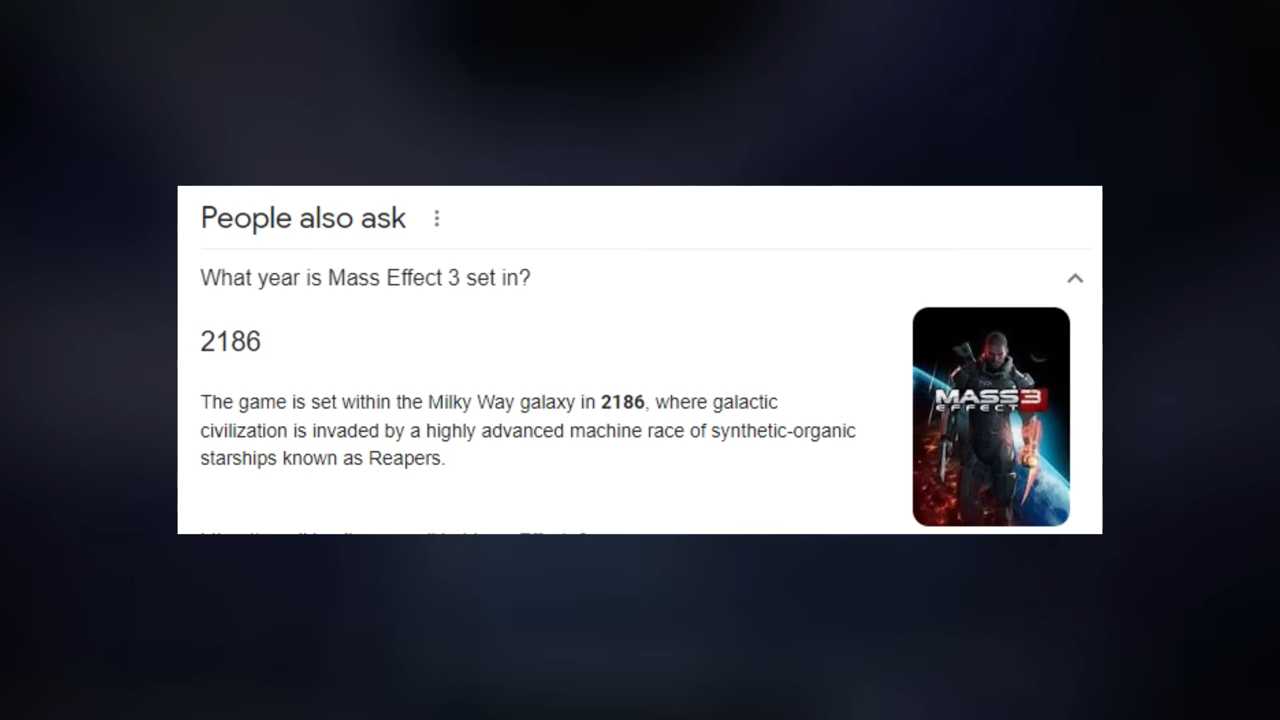 People also ask
What year is Mass Effect 3 set in?
2186
The game is set within the Milky Way galaxy in 2186, where galactic
civilization is invaded by a highly advanced machine race of synthetic-organic
starships known as Reapers.
MASS 3
EFFECT